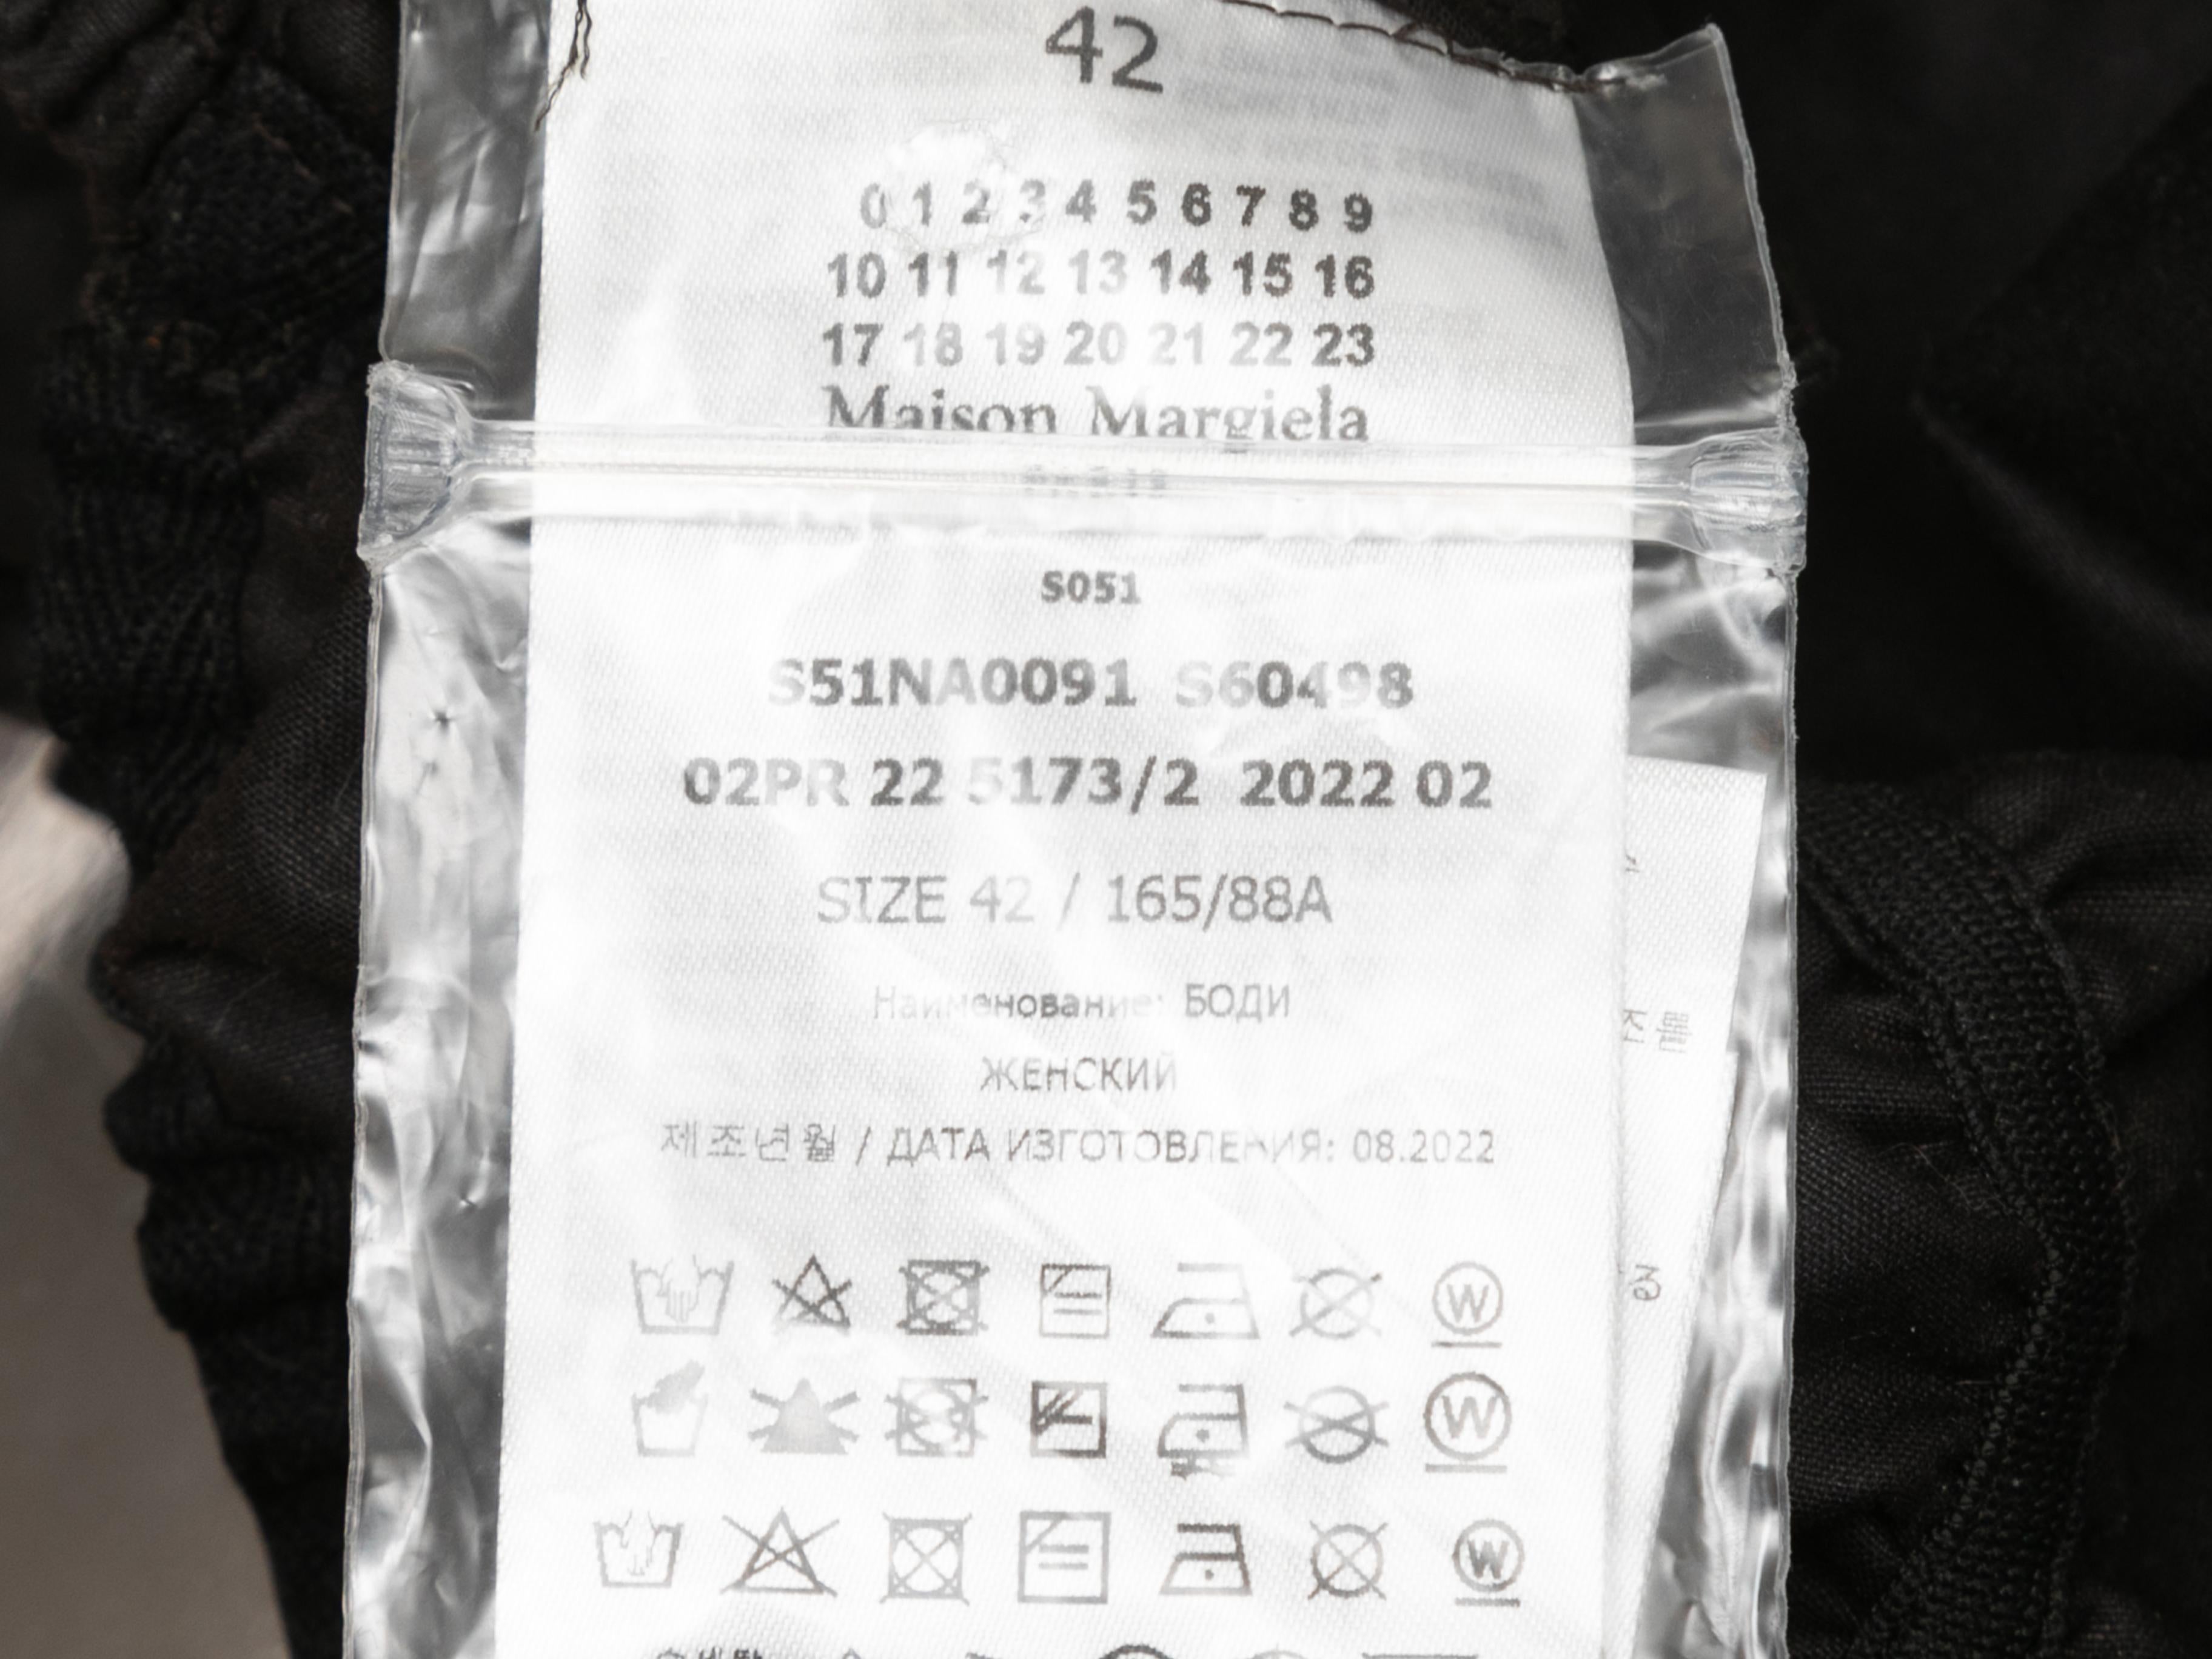 42
0 1 2 3 4 5 6 7 8 9
10 11 12 13 14 15 16
17 18 19 20 21 22 23
Maison Margiela
S051
S51NA0091 S60498
02PR 22 5173/2 2022 02
SIZE 42 / 165/88A
Наименование: БОДИ
ЖЕНСКИЙ
제조년월 / ДАТА ИЗГОТОВЛЕНИЯ: 08.2022
W
W
W